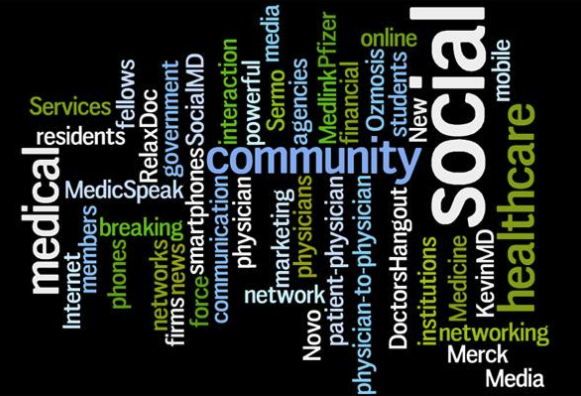 Services
residents
medical
Internet
members
MedicSpeak
breaking
phones
fellows
RelaxDoc
government
SocialMD
smartphones
networks
news
firms
force
communication
interaction
powerful
Sermo
media
agencies
MedlinkPfizer
financial
online
Ozmosis
students
New
community
physician
marketing
physicians
network
Novo
patient-physician
physician-to-physician
DoctorsHangout
institutions
Medicine
KevinMD
social
mobile
healthcare
networking
Merck
Media